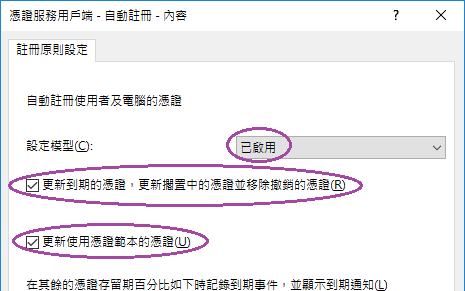 憑證服務用戶端 - 自動註冊 - 內容
? ×
註冊原則設定
自動註冊使用者及電腦的憑證
設定模型(C): 已啟用
更新到期的憑證，更新擱置中的憑證並移除撤銷的憑證(R)
更新使用憑證範本的憑證(U)
在其餘的憑證存留期百分比如下時記錄到期事件，並顯示到期通知(L)